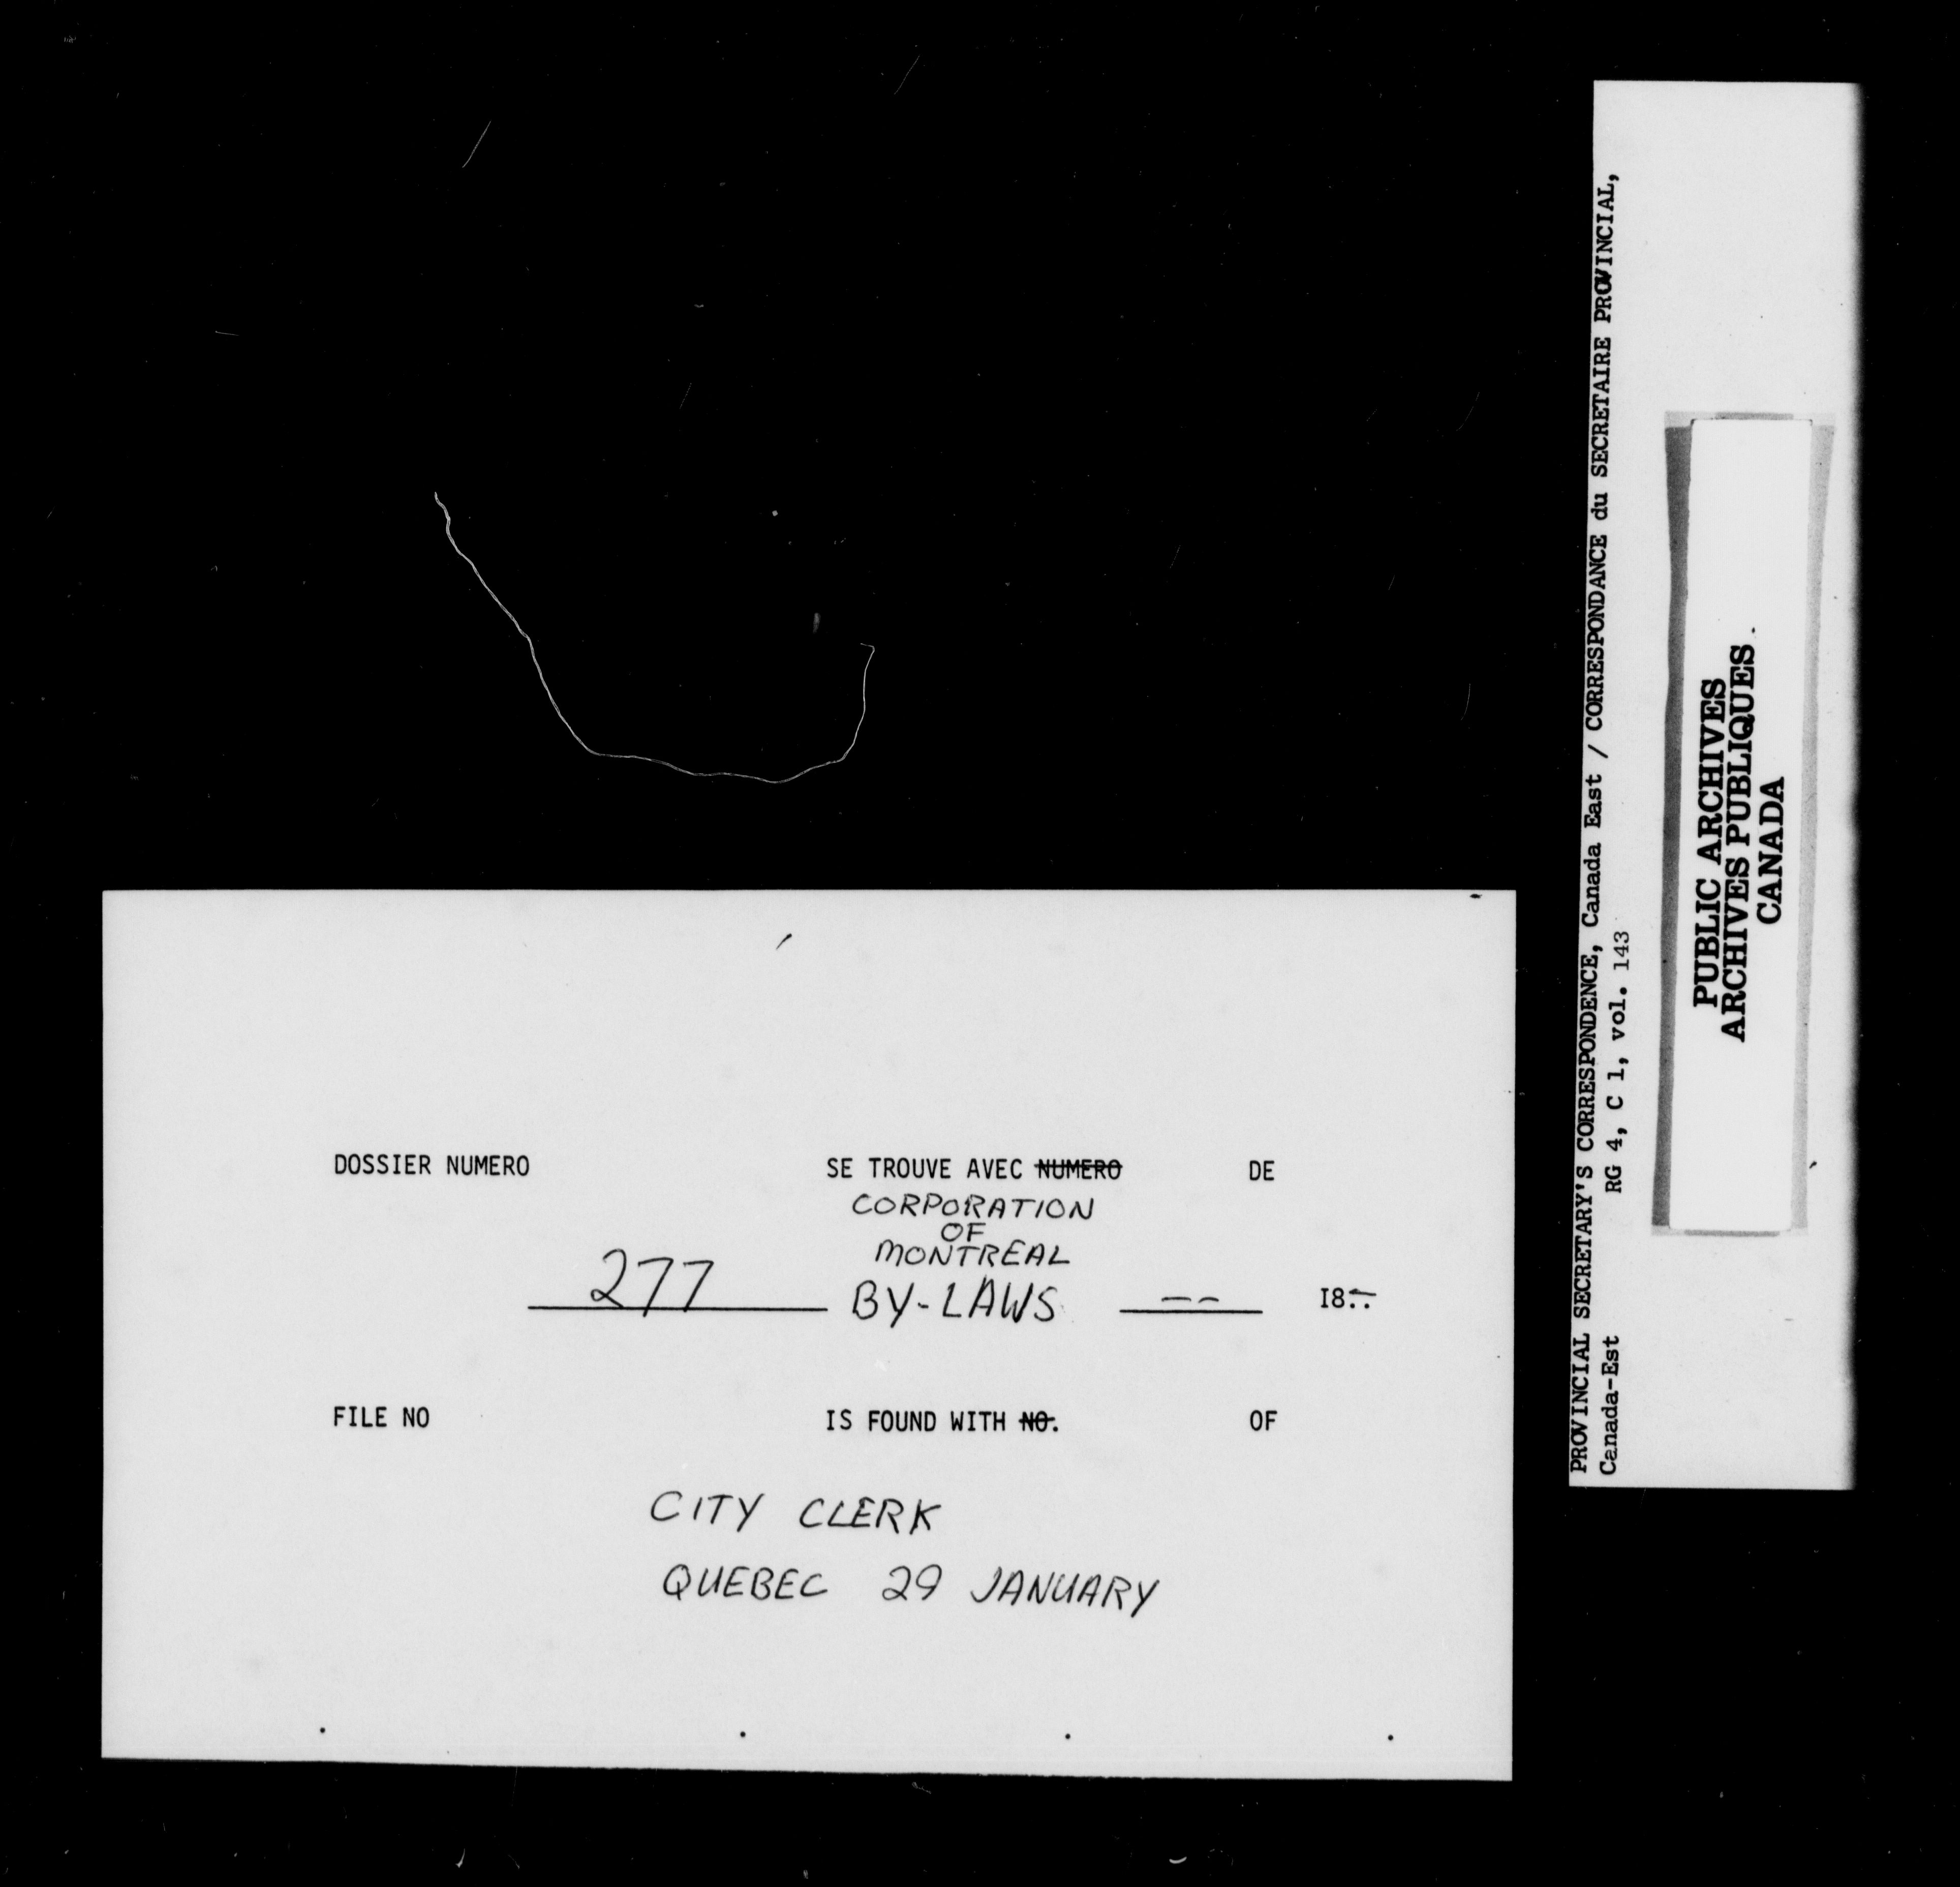 DOSSIER NUMERO SE TROUVE AVEC NUMERO DE
CORPORATION
OF
MONTREAL
277 BY-LAWS -- 18..
FILE NO IS FOUND WITH NO. OF
CITY CLERK
QUEBEC 29 JANUARY
PROVINCIAL SECRETARY'S CORRESPONDENCE, Canada East / CORRESPONDANCE du SECRETAIRE PROVINCIAL,
Canada-Est RG 4, C 1, vol. 143
PUBLIC ARCHIVES
ARCHIVES PUBLIQUES
CANADA